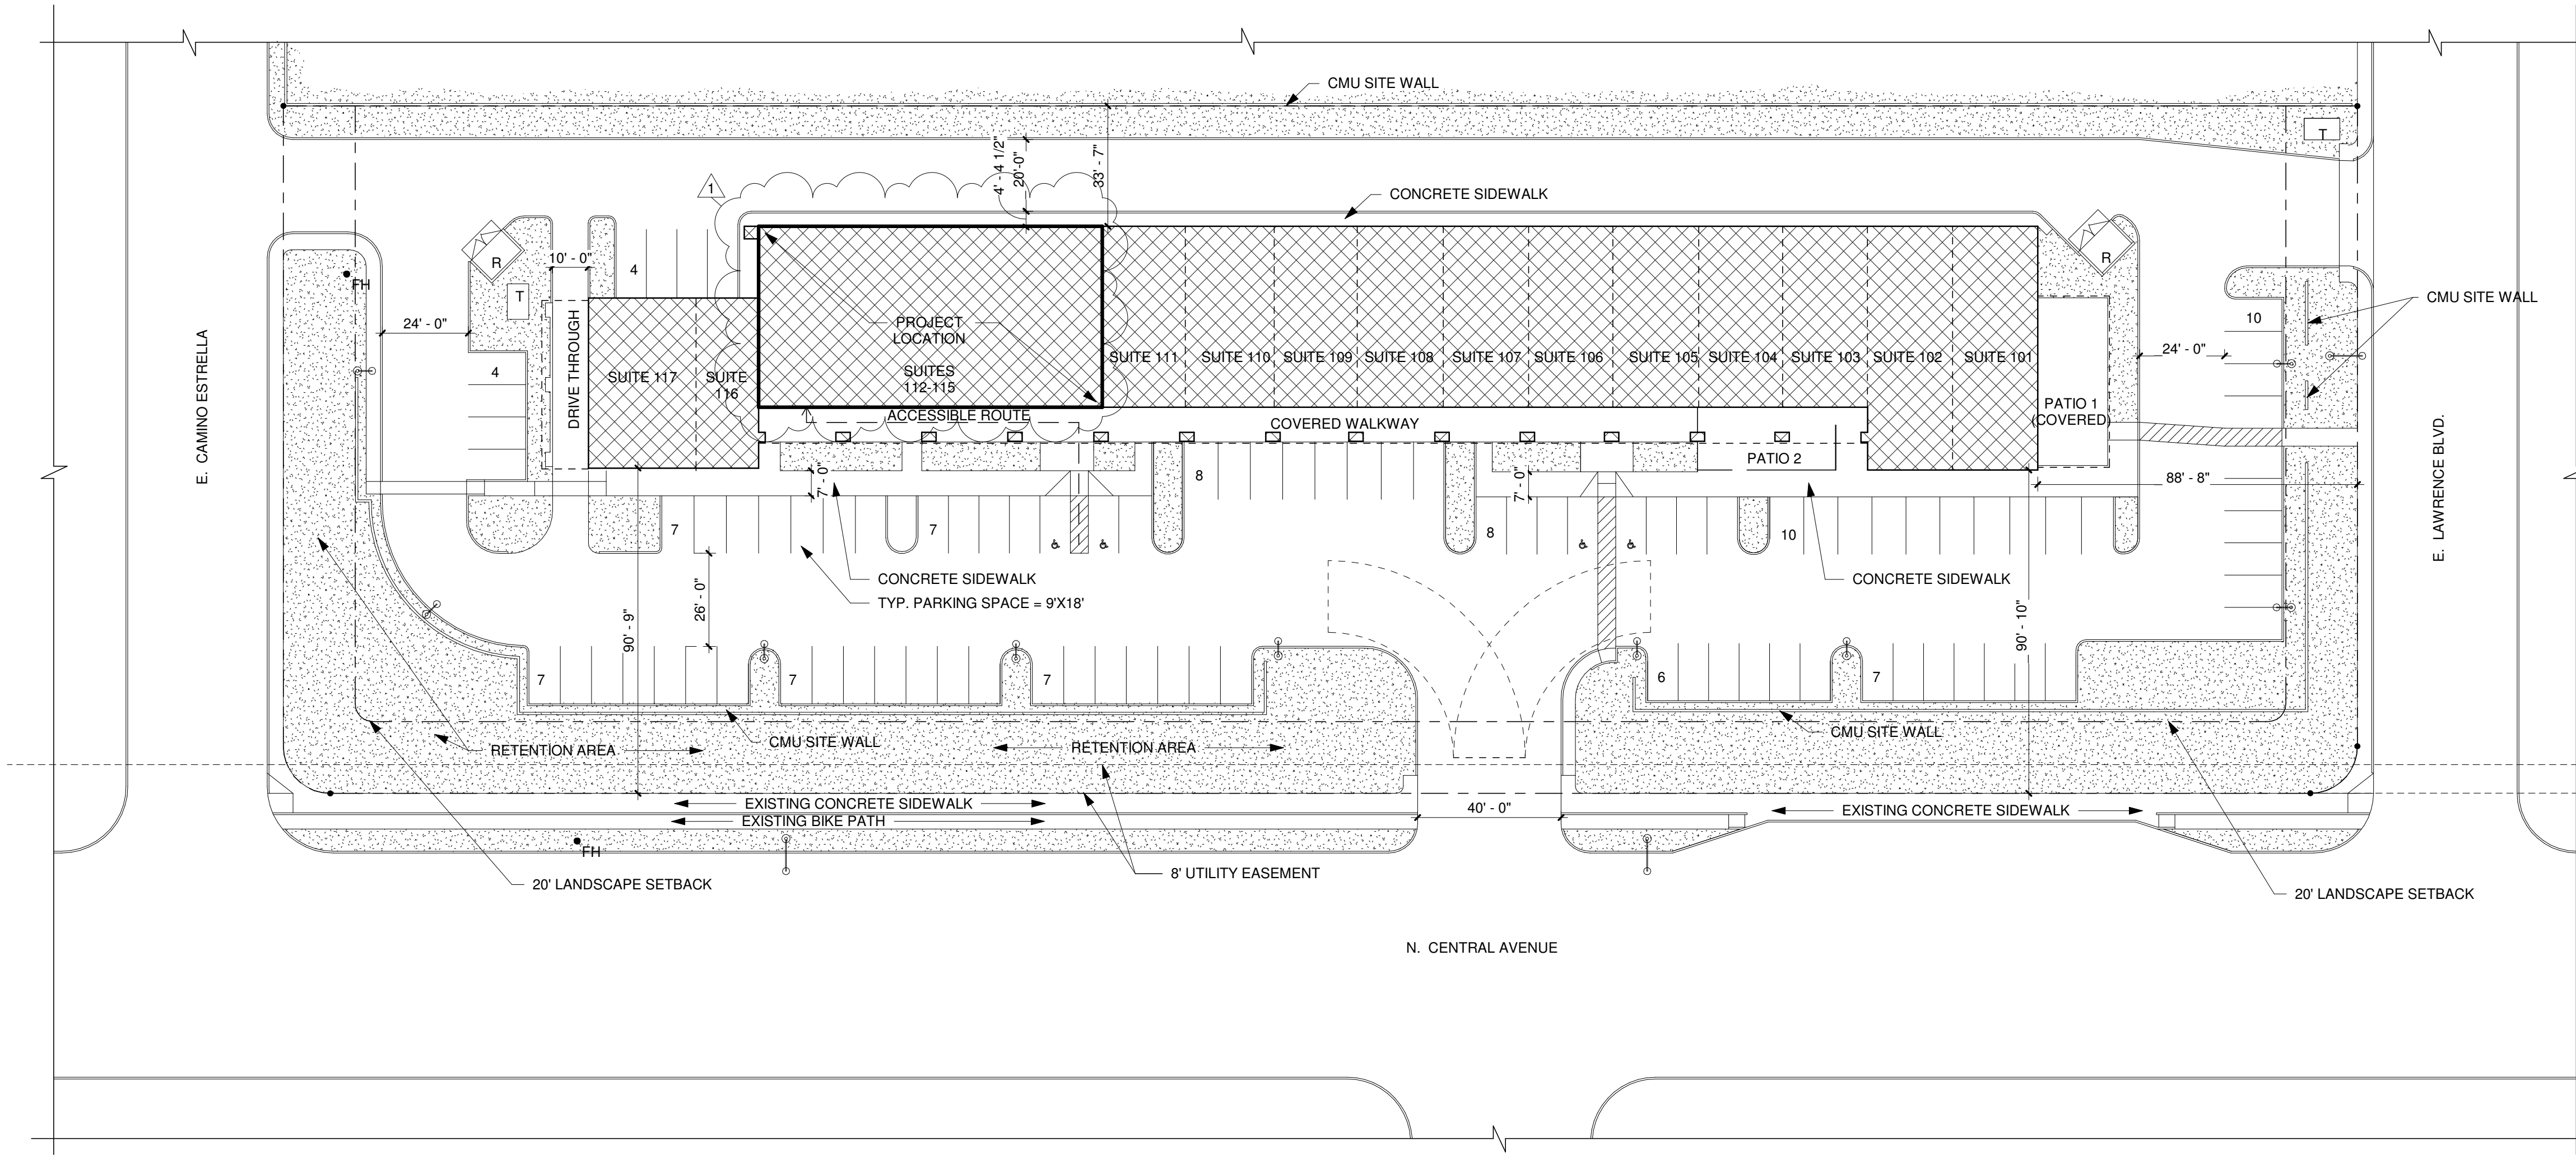 CMU SITE WALL
T
4' - 4 1/2"
20'-0"
33' - 7"
1
CONCRETE SIDEWALK
R
10' - 0"
4
R
FH
T
CMU SITE WALL
24' - 0"
DRIVE THROUGH
PROJECT
LOCATION
10
E. CAMINO ESTRELLA
4
SUITE 117
SUITE
116
SUITES
112-115
SUITE 111
SUITE 110
SUITE 109
SUITE 108
SUITE 107
SUITE 106
SUITE 105
SUITE 104
SUITE 103
SUITE 102
SUITE 101
24' - 0"
PATIO 1
(COVERED)
ACCESSIBLE ROUTE
COVERED WALKWAY
PATIO 2
E. LAWRENCE BLVD.
7' - 0"
8
7' - 0"
88' - 8"
7
7
8
10
CONCRETE SIDEWALK
TYP. PARKING SPACE = 9'X18'
CONCRETE SIDEWALK
26' - 0"
90' - 9"
90' - 10"
7
7
7
6
7
RETENTION AREA
CMU SITE WALL
RETENTION AREA
CMU SITE WALL
EXISTING CONCRETE SIDEWALK
EXISTING BIKE PATH
40' - 0"
EXISTING CONCRETE SIDEWALK
FH
20' LANDSCAPE SETBACK
8' UTILITY EASEMENT
20' LANDSCAPE SETBACK
N. CENTRAL AVENUE